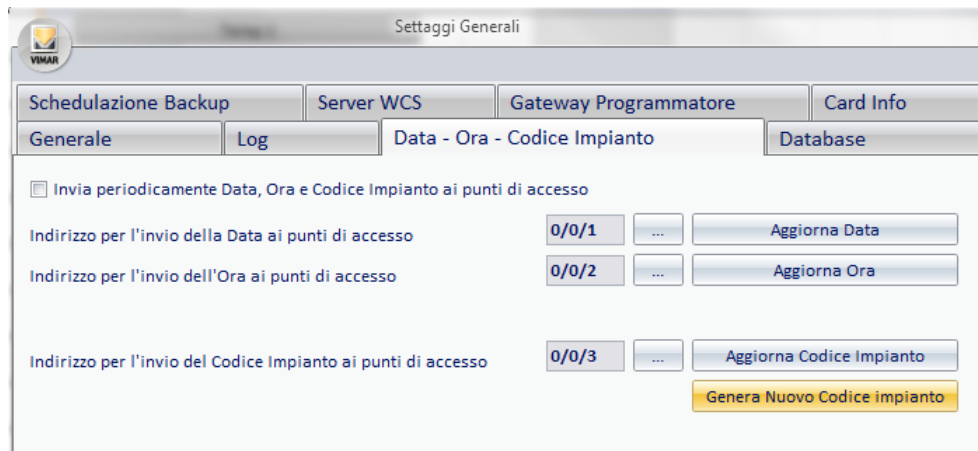 Settaggi Generali
VIMAR
Schedulazione Backup Server WCS Gateway Programmatore Card Info
Generale Log Data - Ora - Codice Impianto Database
Invia periodicamente Data, Ora e Codice Impianto ai punti di accesso
Indirizzo per l'invio della Data ai punti di accesso 0/0/1 ... Aggiorna Data
Indirizzo per l'invio dell'Ora ai punti di accesso 0/0/2 ... Aggiorna Ora
Indirizzo per l'invio del Codice Impianto ai punti di accesso 0/0/3 ... Aggiorna Codice Impianto
Genera Nuovo Codice impianto